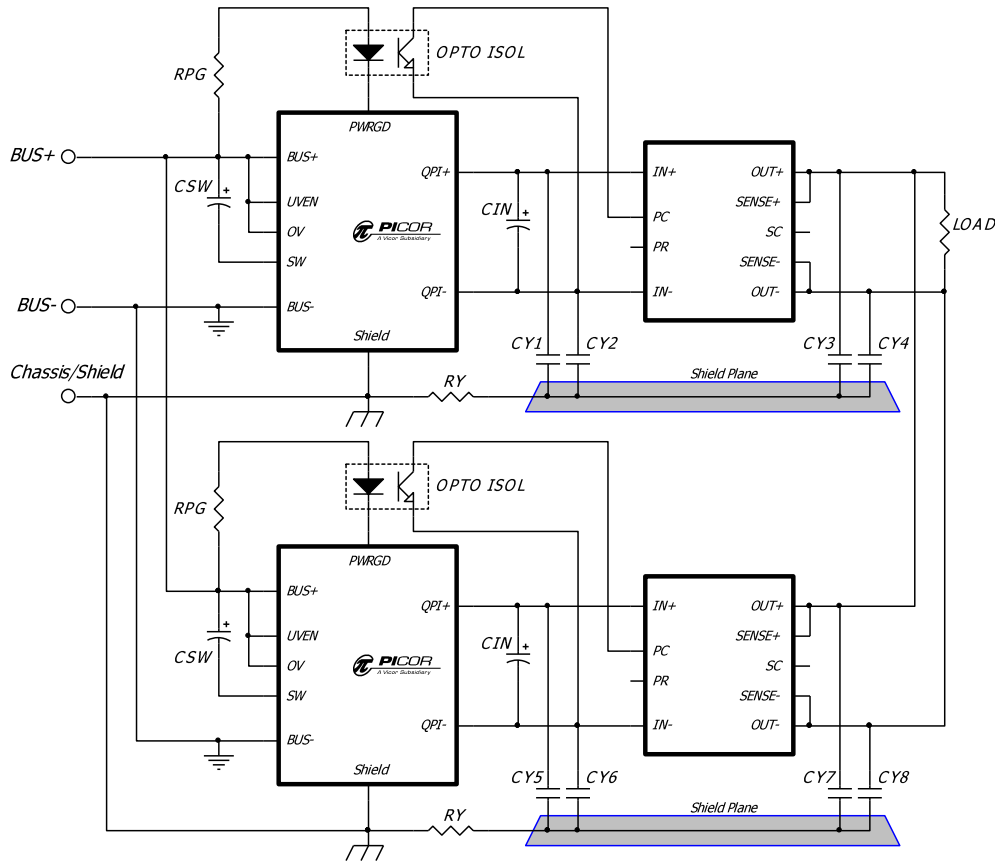 OPTO ISOL
RPG
PWRGD
BUS+
BUS+
QPI+
IN+
OUT+
CSW
+
UVEN
CIN
+
SENSE+
PC
LOAD
OV
PICOR
A Vicor Subsidiary
SC
PR
SW
SENSE-
QPI-
IN-
OUT-
BUS-
BUS-
Shield
CY1
CY2
CY3
CY4
Chassis/Shield
Shield Plane
RY
OPTO ISOL
RPG
PWRGD
BUS+
QPI+
IN+
OUT+
+
UVEN
CIN
+
SENSE+
CSW
PC
OV
PICOR
A Vicor Subsidiary
SC
PR
SW
SENSE-
QPI-
IN-
OUT-
BUS-
Shield
CY5
CY6
CY7
CY8
Shield Plane
RY